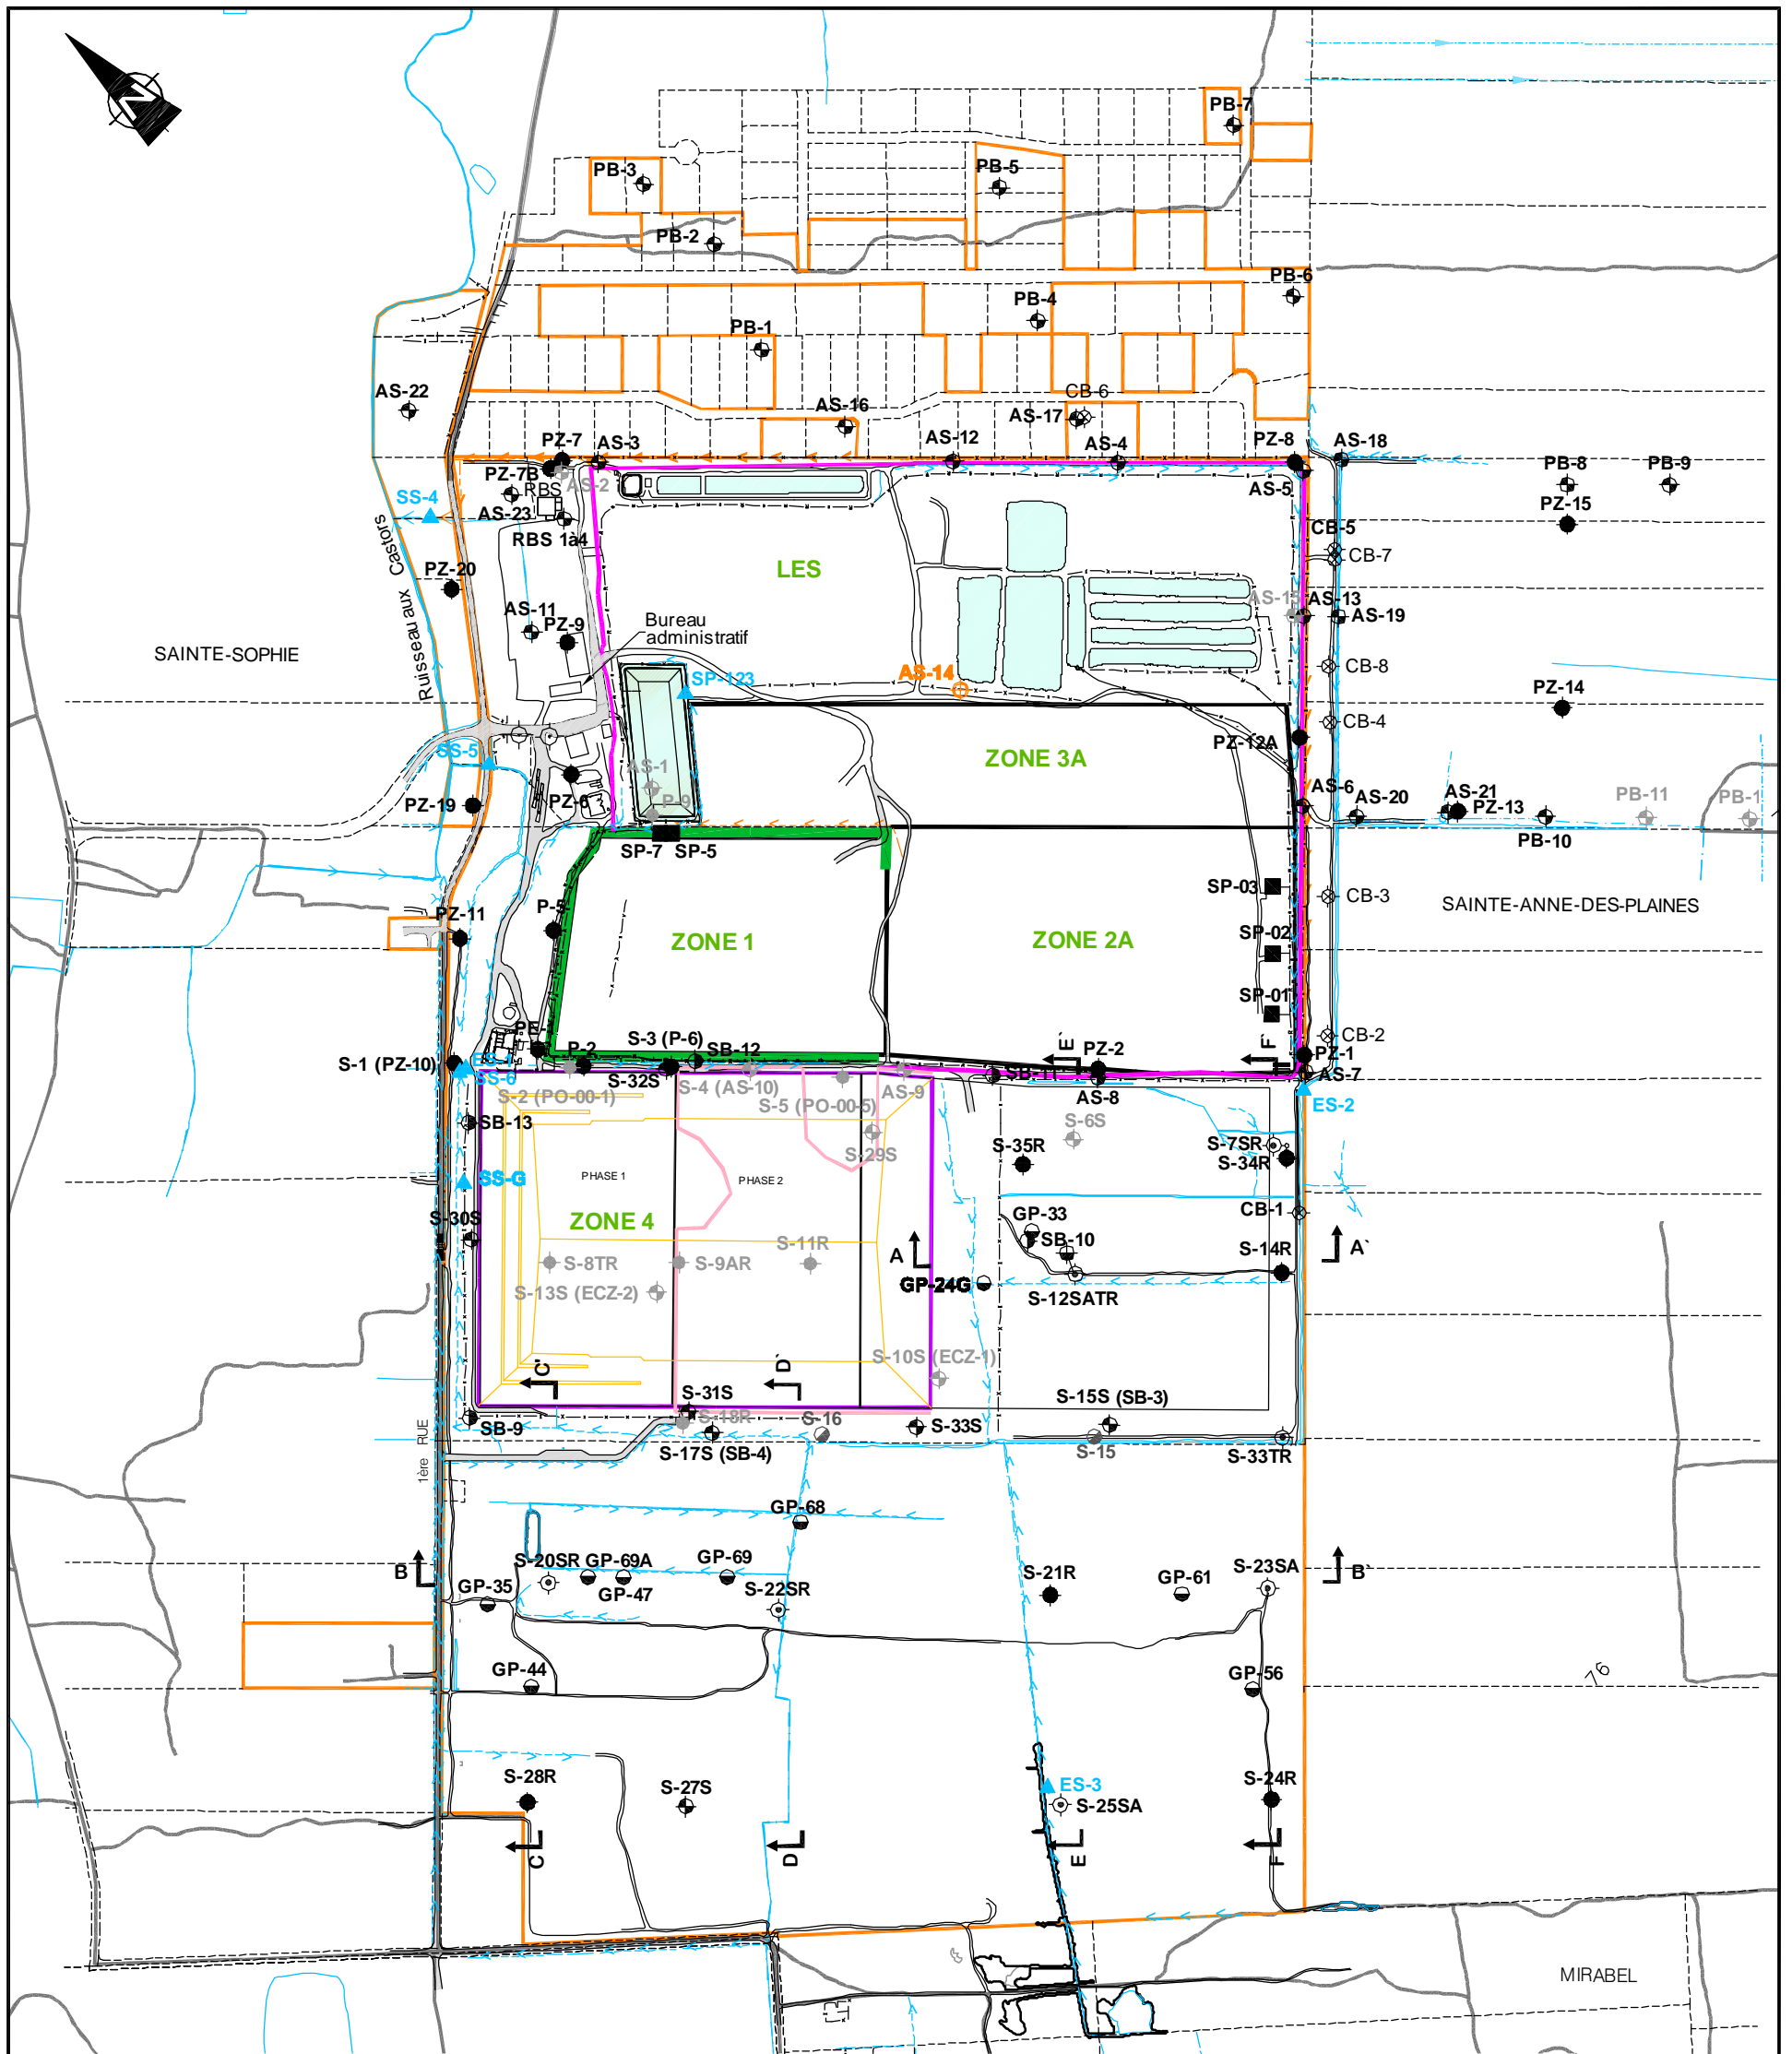 PB-7
PB-3
PB-5
PB-2
PB-6
PB-4
PB-1
AS-22
AS-16
CB-6
AS-17
PZ-7
AS-3
AS-12
AS-4
PZ-8
AS-18
PZ-7B
AS-2
AS-5
PB-8
PB-9
RBS
SS-4
AS-23
PZ-15
RBS 1à4
CB-5
CB-7
LES
PZ-20
Ruisseau aux Castors
AS-11
PZ-9
Bureau
administratif
AS-15
AS-13
AS-19
SAINTE-SOPHIE
CB-8
AS-14
SP-123
PZ-14
CB-4
SS-5
PZ-12A
ZONE 3A
AS-1
PZ-19
PZ-6
P-9
AS-6
AS-20
AS-21
PZ-13
PB-11
PB-1
PB-10
SP-7
SP-5
SP-03
CB-3
SAINTE-ANNE-DES-PLAINES
PZ-11
P-5
ZONE 1
ZONE 2A
SP-02
SP-01
PE-
S-3 (P-6)
CB-2
P-2
SB-12
E`
F`
PZ-2
PZ-1
S-1 (PZ-10)
ES-1
SS-6
S-32S
S-4 (AS-10)
AS-9
SB-11
AS-7
S-2 (PO-00-1)
S-5 (PO-00-5)
AS-8
ES-2
SB-13
S-6S
S-7SR
S-29S
S-35R
S-34R
SS-G
PHASE 1
PHASE 2
S-30S
ZONE 4
GP-33
CB-1
SB-10
S-11R
A
S-14R
A`
S-8TR
S-9AR
S-13S (ECZ-2)
GP-24G
S-12SATR
C'
D`
S-10S (ECZ-1)
S-31S
S-15S (SB-3)
SB-9
S-18R
S-16
S-33S
S-17S (SB-4)
S-15
S-33TR
1ère RUE
GP-68
B
S-20SR
GP-69A
GP-69
S-21R
GP-61
S-23SA
B`
GP-35
GP-47
S-22SR
GP-44
GP-56
76
S-28R
S-27S
ES-3
S-25SA
S-24R
C
D
E
F
MIRABEL